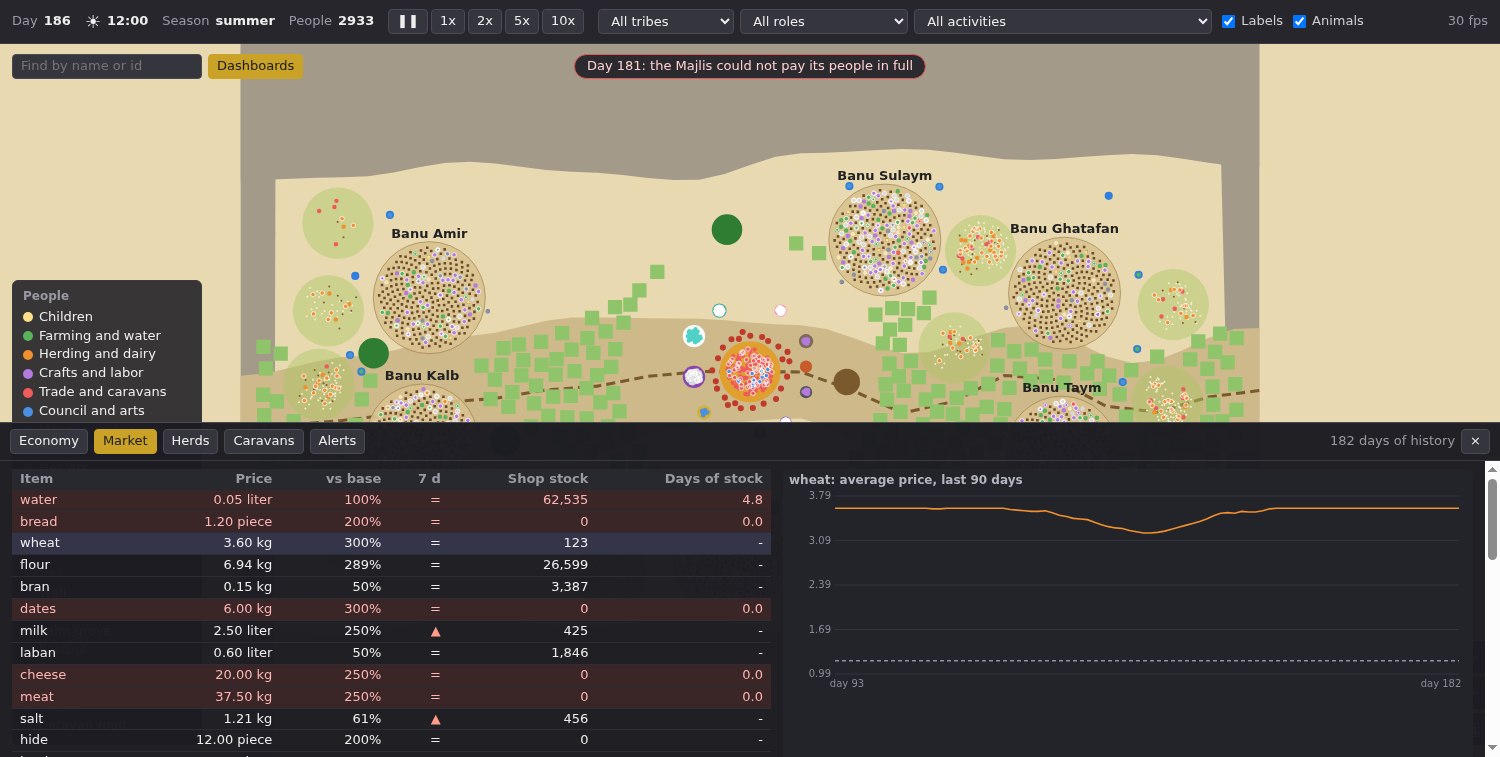 Day 186 ☀ 12:00 Season summer People 2933 ❚❚ 1x 2x 5x 10x All tribes All roles All activities Labels Animals 30 fps
Find by name or id Dashboards Day 181: the Majlis could not pay its people in full
Banu Sulaym
Banu Amir Banu Ghatafan
People
Children
Farming and water
Herding and dairy
Crafts and labor
Trade and caravans
Council and arts
Banu Kalb Banu Taym
Economy Market Herds Caravans Alerts 182 days of history ✕
Item Price vs base 7 d Shop stock Days of stock
water 0.05 liter 100% = 62,535 4.8
bread 1.20 piece 200% = 0 0.0
wheat 3.60 kg 300% = 123 -
flour 6.94 kg 289% = 26,599 -
bran 0.15 kg 50% = 3,387 -
dates 6.00 kg 300% = 0 0.0
milk 2.50 liter 250% ▲ 425 -
laban 0.60 liter 50% = 1,846 -
cheese 20.00 kg 250% = 0 0.0
meat 37.50 kg 250% = 0 0.0
salt 1.21 kg 61% ▲ 456 -
hide 12.00 piece 200% = 0 -
wheat: average price, last 90 days
3.79
3.09
2.39
1.69
0.99
day 93 day 182